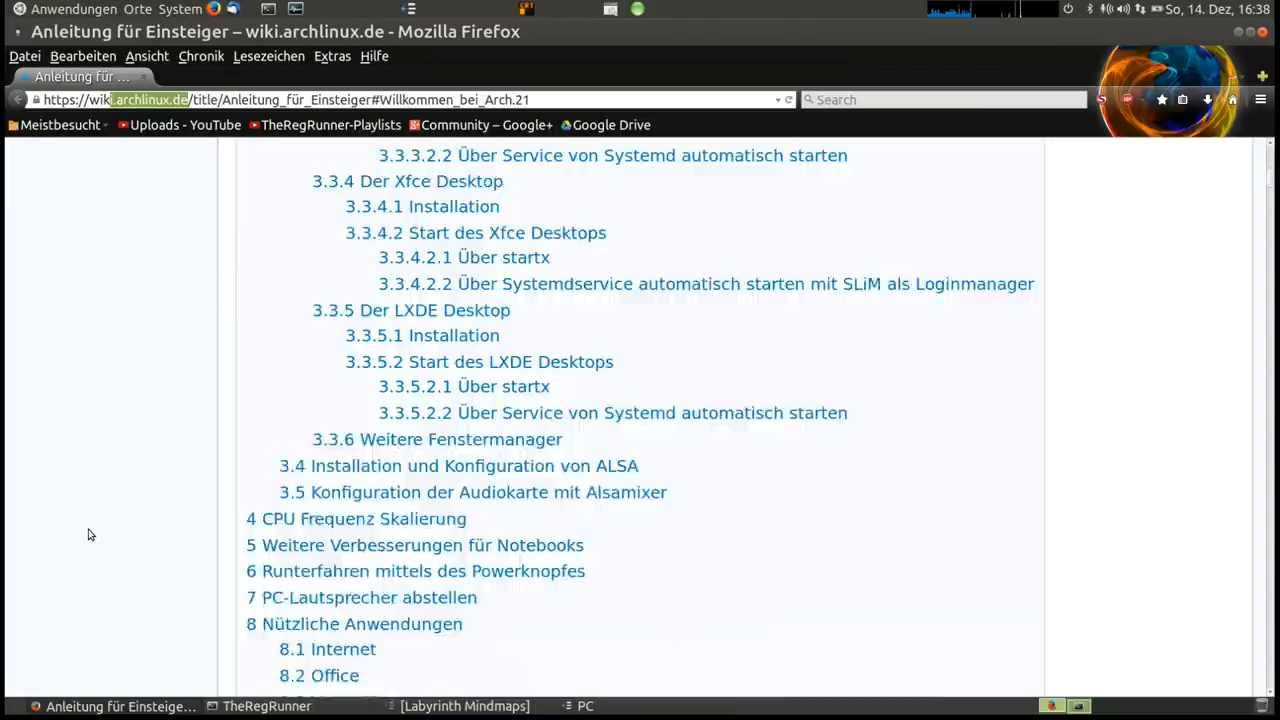 Anwendungen Orte System So, 14. Dez, 16:38
Anleitung für Einsteiger – wiki.archlinux.de - Mozilla Firefox
Datei Bearbeiten Ansicht Chronik Lesezeichen Extras Hilfe
Anleitung für ...
https://wiki.archlinux.de/title/Anleitung_für_Einsteiger#Willkommen_bei_Arch.21 Search
Meistbesucht Uploads - YouTube TheRegRunner-Playlists Community – Google+ Google Drive
3.3.3.2.2 Über Service von Systemd automatisch starten
3.3.4 Der Xfce Desktop
3.3.4.1 Installation
3.3.4.2 Start des Xfce Desktops
3.3.4.2.1 Über startx
3.3.4.2.2 Über Systemdservice automatisch starten mit SLiM als Loginmanager
3.3.5 Der LXDE Desktop
3.3.5.1 Installation
3.3.5.2 Start des LXDE Desktops
3.3.5.2.1 Über startx
3.3.5.2.2 Über Service von Systemd automatisch starten
3.3.6 Weitere Fenstermanager
3.4 Installation und Konfiguration von ALSA
3.5 Konfiguration der Audiokarte mit Alsamixer
4 CPU Frequenz Skalierung
5 Weitere Verbesserungen für Notebooks
6 Runterfahren mittels des Powerknopfes
7 PC-Lautsprecher abstellen
8 Nützliche Anwendungen
8.1 Internet
8.2 Office
Anleitung für Einsteige... TheRegRunner [Labyrinth Mindmaps] PC